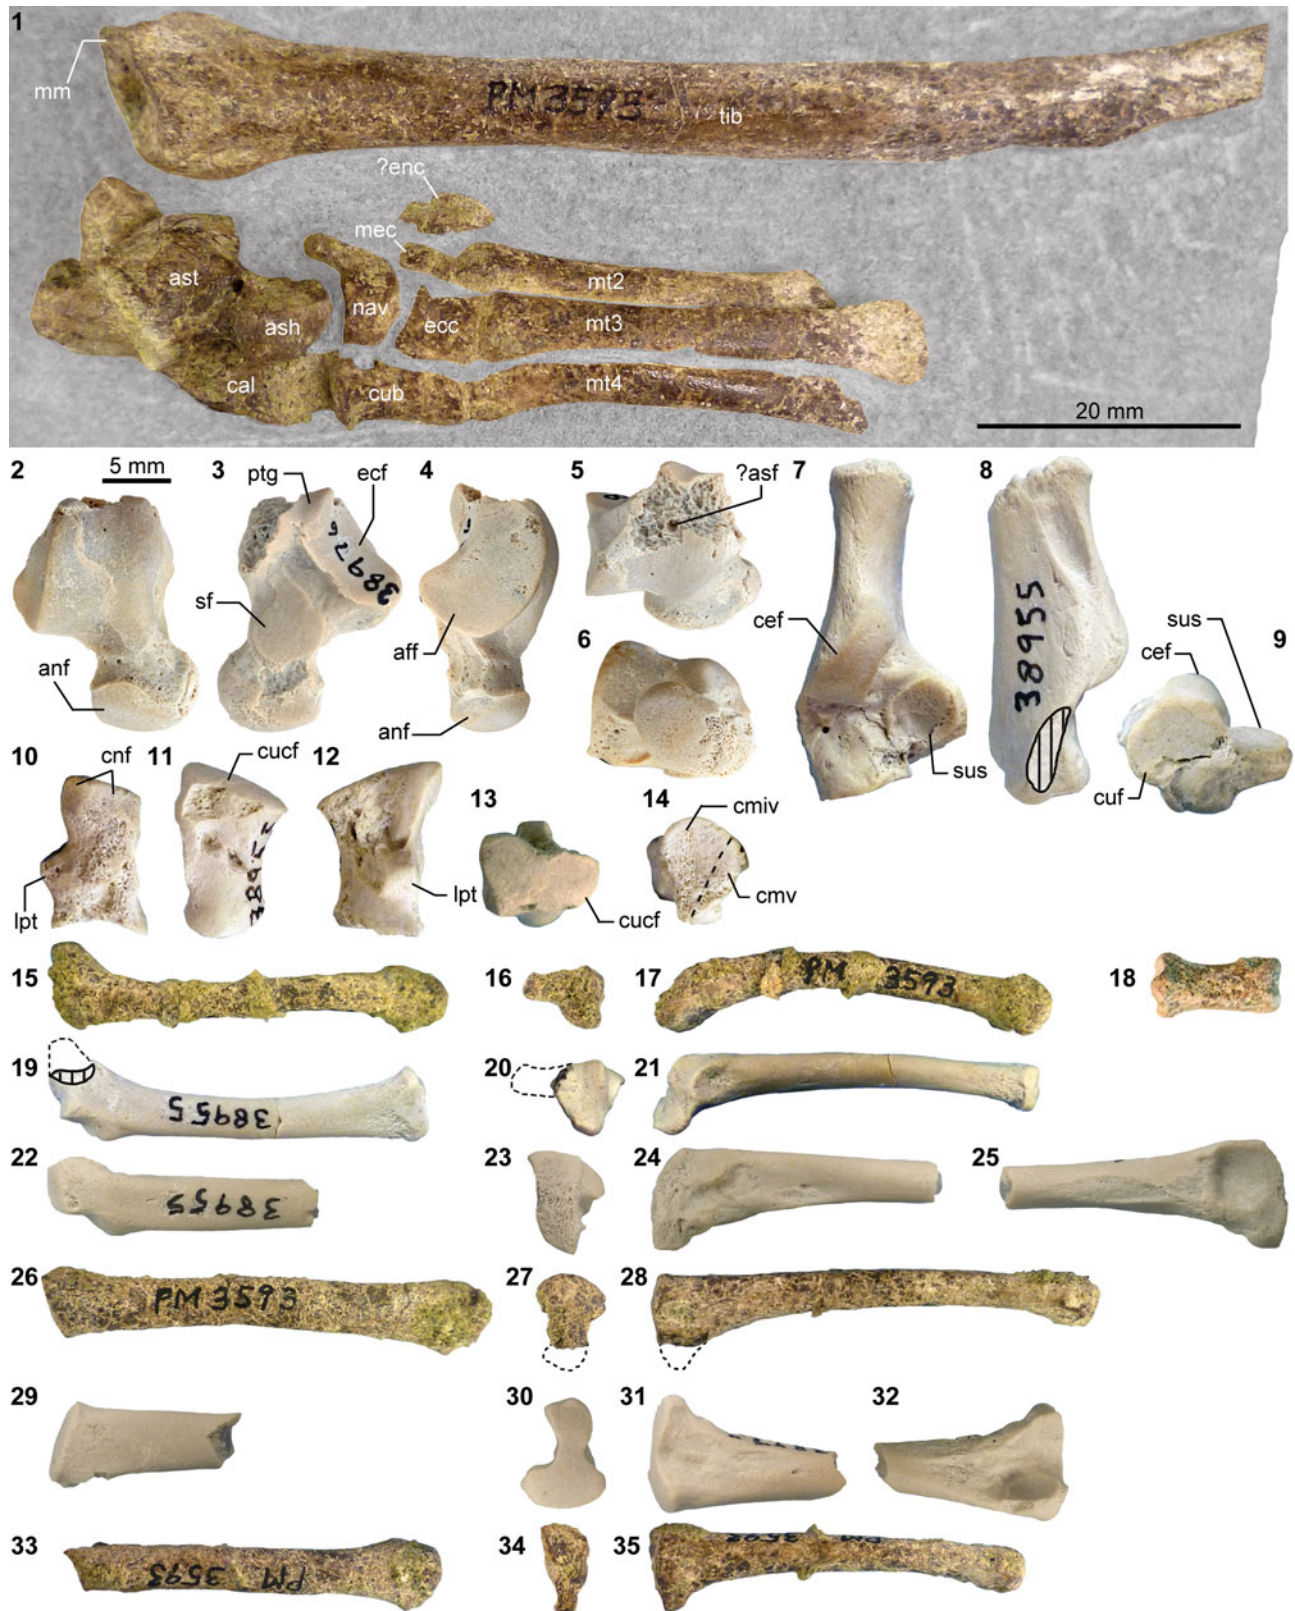 1
mm
PM 3593
tib
?enc
mec
ast
nav
mt2
ash
ecc
mt3
cal
cub
mt4
20 mm
2
5 mm
3
ptg
ecf
4
5
?asf
7
8
38976
sf
aff
anf
anf
6
cef
sus
38955
sus
cef
9
cuf
10
cnf
11
cucf
12
13
14
cmiv
lpt
lpt
cucf
cmv
15
16
17
PM 3593
18
19
38955
20
21
22
38955
23
24
25
26
PM 3593
27
28
29
30
31
32
33
PM 3593
34
35